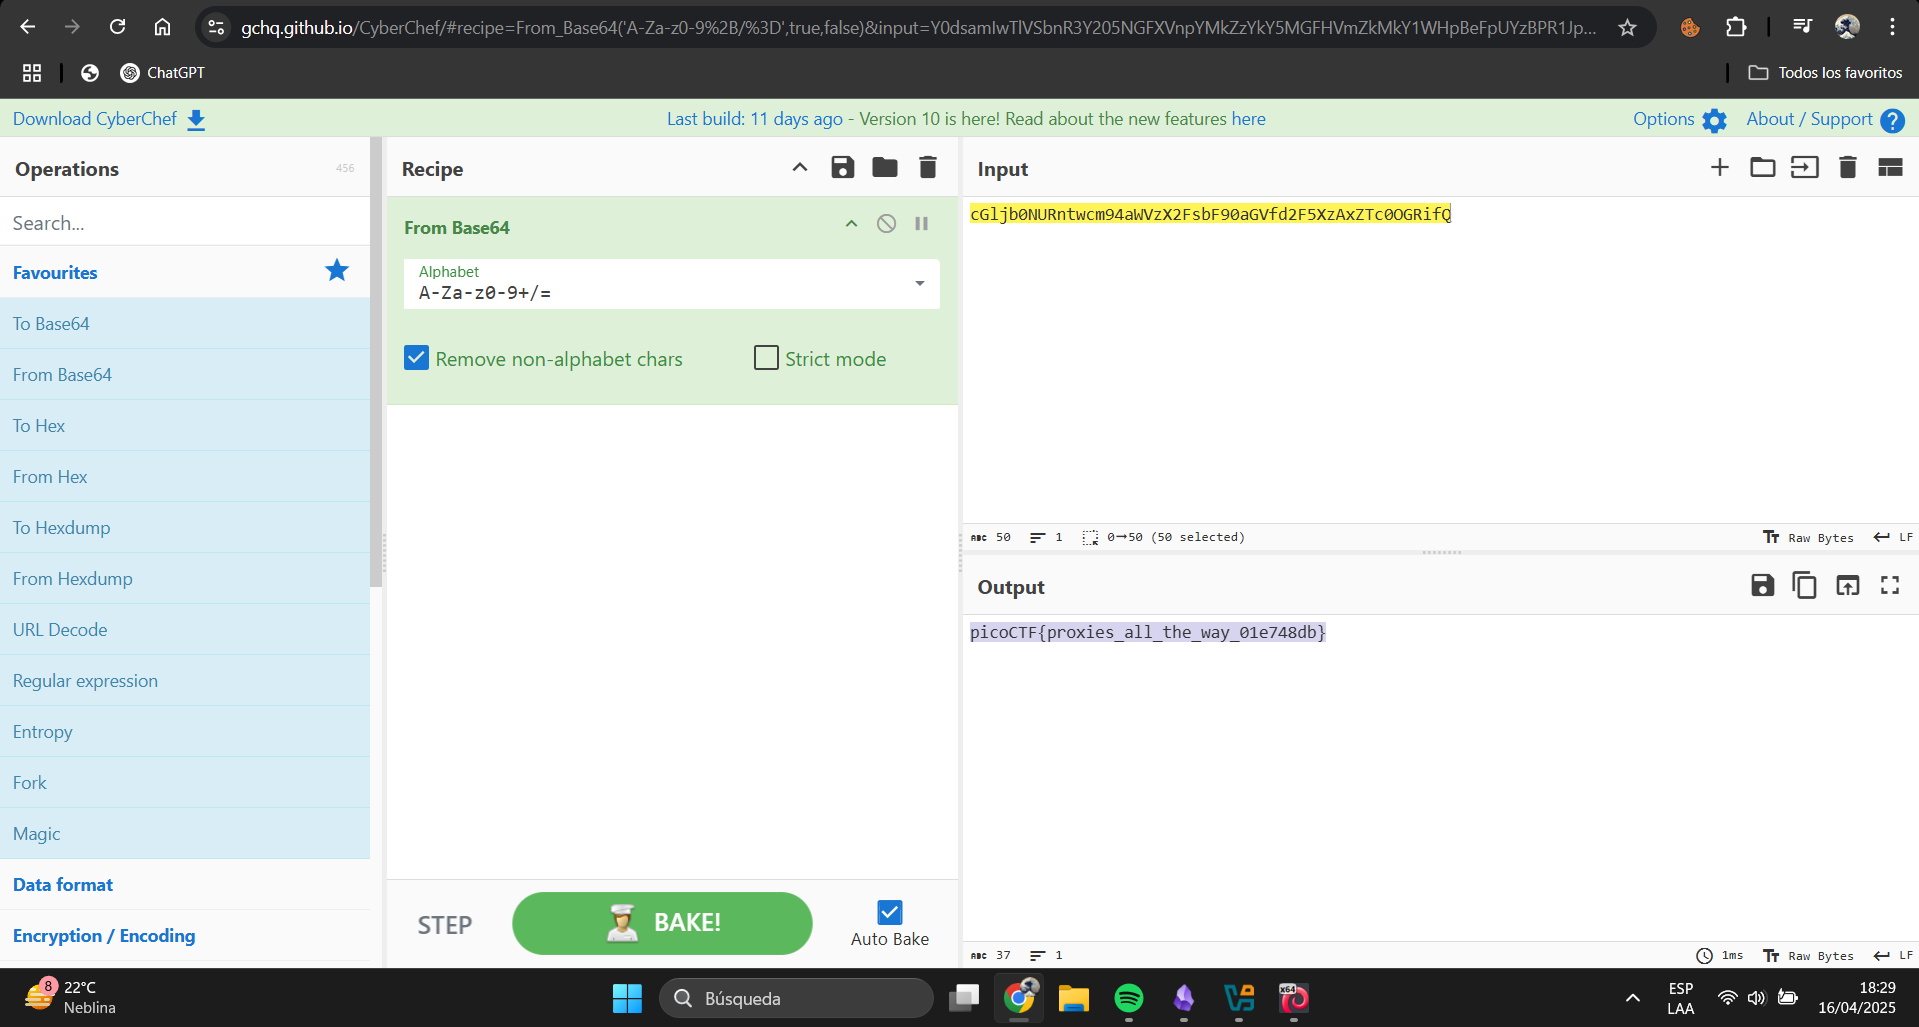 gchq.github.io/CyberChef/#recipe=From_Base64('A-Za-z0-9%2B/%3D',true,false)&input=Y0dsamIwTlVSbnR3Y205NGFXVnpYMkZzYkY5MGFHVmZkMkY1WHpBeFpUYzBPR1Jp...
ChatGPT
Todos los favoritos
Download CyberChef
Last build: 11 days ago - Version 10 is here! Read about the new features here
Options
About / Support
Operations
456
Recipe
Input
Search...
From Base64
cGljb0NURntwcm94aWVzX2FsbF90aGVfd2F5XzAxZTc0OGRifQ
Favourites
Alphabet
A-Za-z0-9+/=
To Base64
Remove non-alphabet chars
Strict mode
From Base64
To Hex
From Hex
To Hexdump
ABC 50
1
0→50 (50 selected)
Tт Raw Bytes
LF
From Hexdump
Output
URL Decode
picoCTF{proxies_all_the_way_01e748db}
Regular expression
Entropy
Fork
Magic
Data format
Encryption / Encoding
STEP
BAKE!
Auto Bake
ABC 37
1
1ms
Tт Raw Bytes
LF
8
22°C
Neblina
Búsqueda
x64
ESP
LAA
18:29
16/04/2025